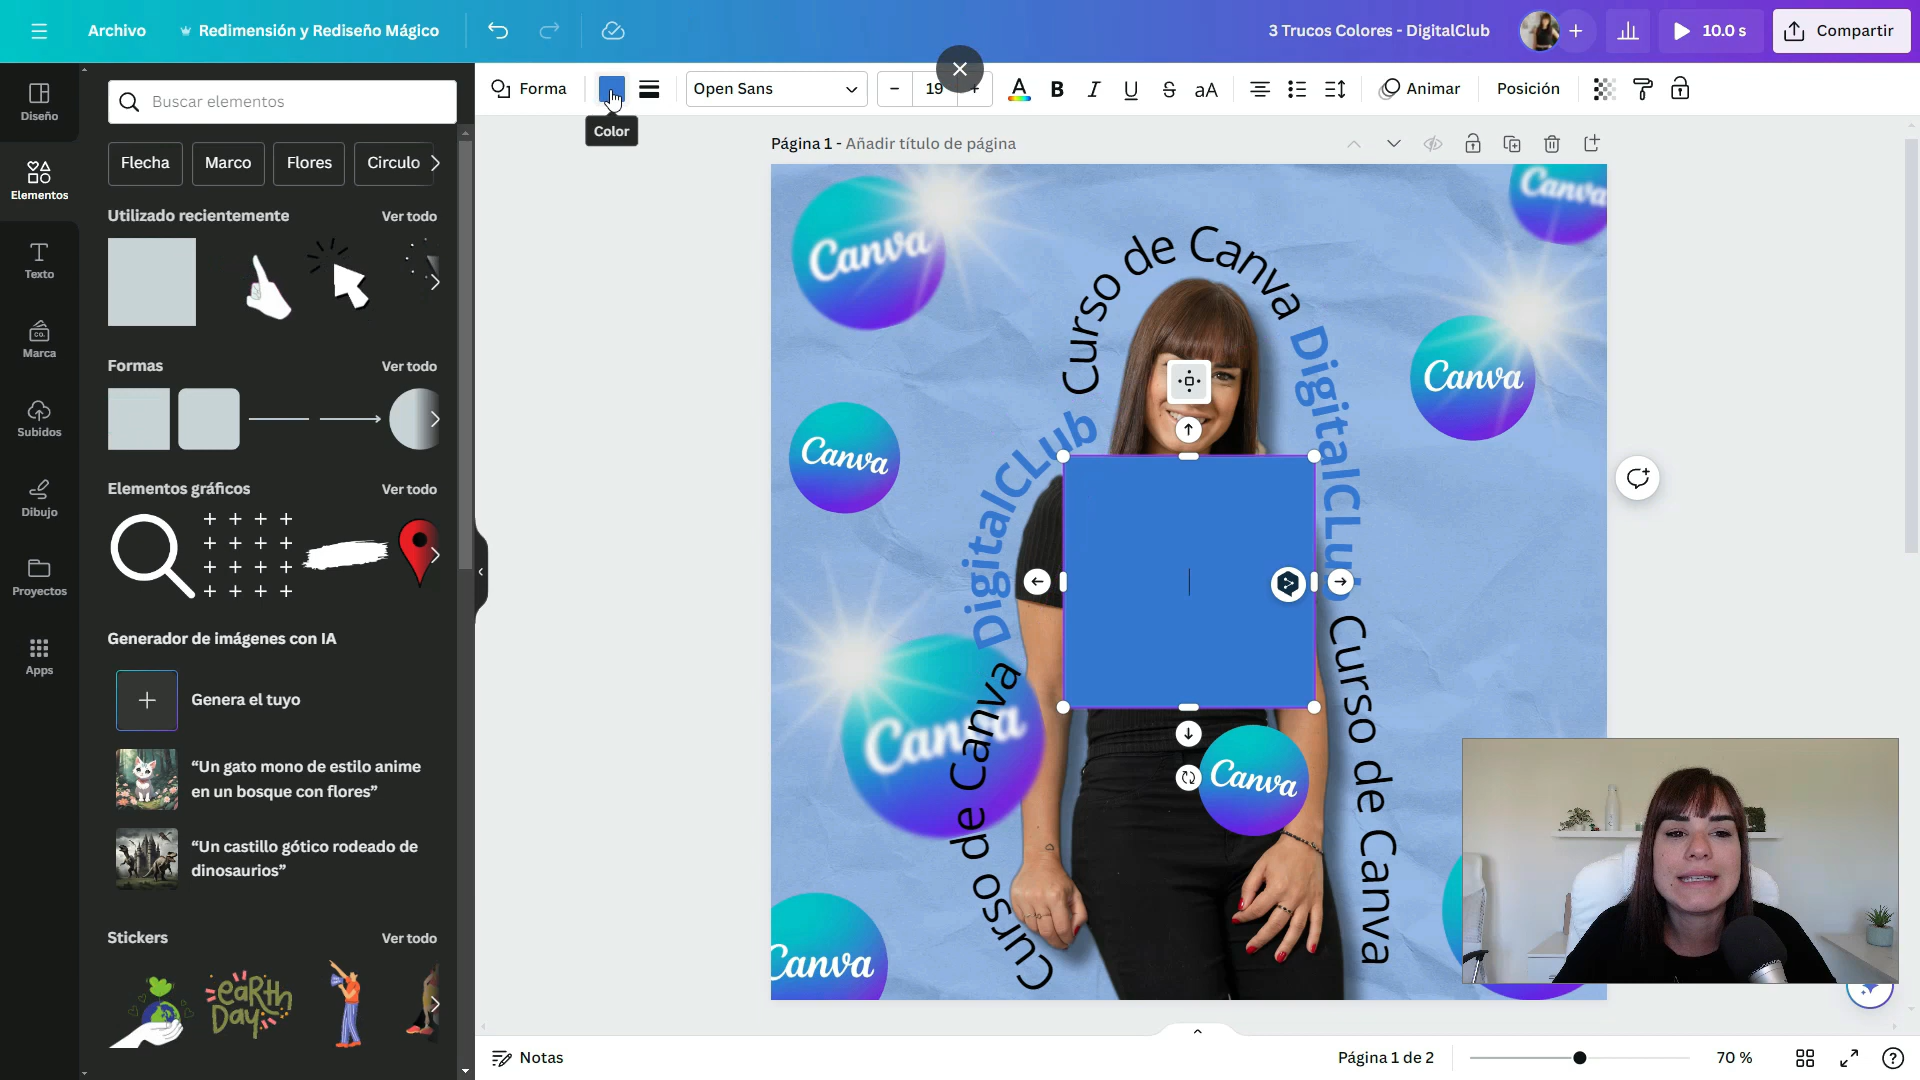 Archivo
Redimensión y Rediseño Mágico
3 Trucos Colores - DigitalClub
10.0 s
Compartir
Forma
Open Sans
19
A
B
I
U
S
aA
Animar
Posición
Color
Diseño
Elementos
Texto
Marca
Subidos
Dibujo
Proyectos
Apps
Buscar elementos
Flecha
Marco
Flores
Circulo
Utilizado recientemente
Ver todo
Formas
Ver todo
Elementos gráficos
Ver todo
Generador de imágenes con IA
Genera el tuyo
“Un gato mono de estilo anime
en un bosque con flores”
“Un castillo gótico rodeado de
dinosaurios”
Stickers
Ver todo
eaRth
Day
Página 1 - Añadir título de página
Canva
Canva
Canva
Canva
Canva
Canva
Canva
Curso de Canva DigitalCLub Curso de Canva
Curso de Canva DigitalCLub
Notas
Página 1 de 2
70 %